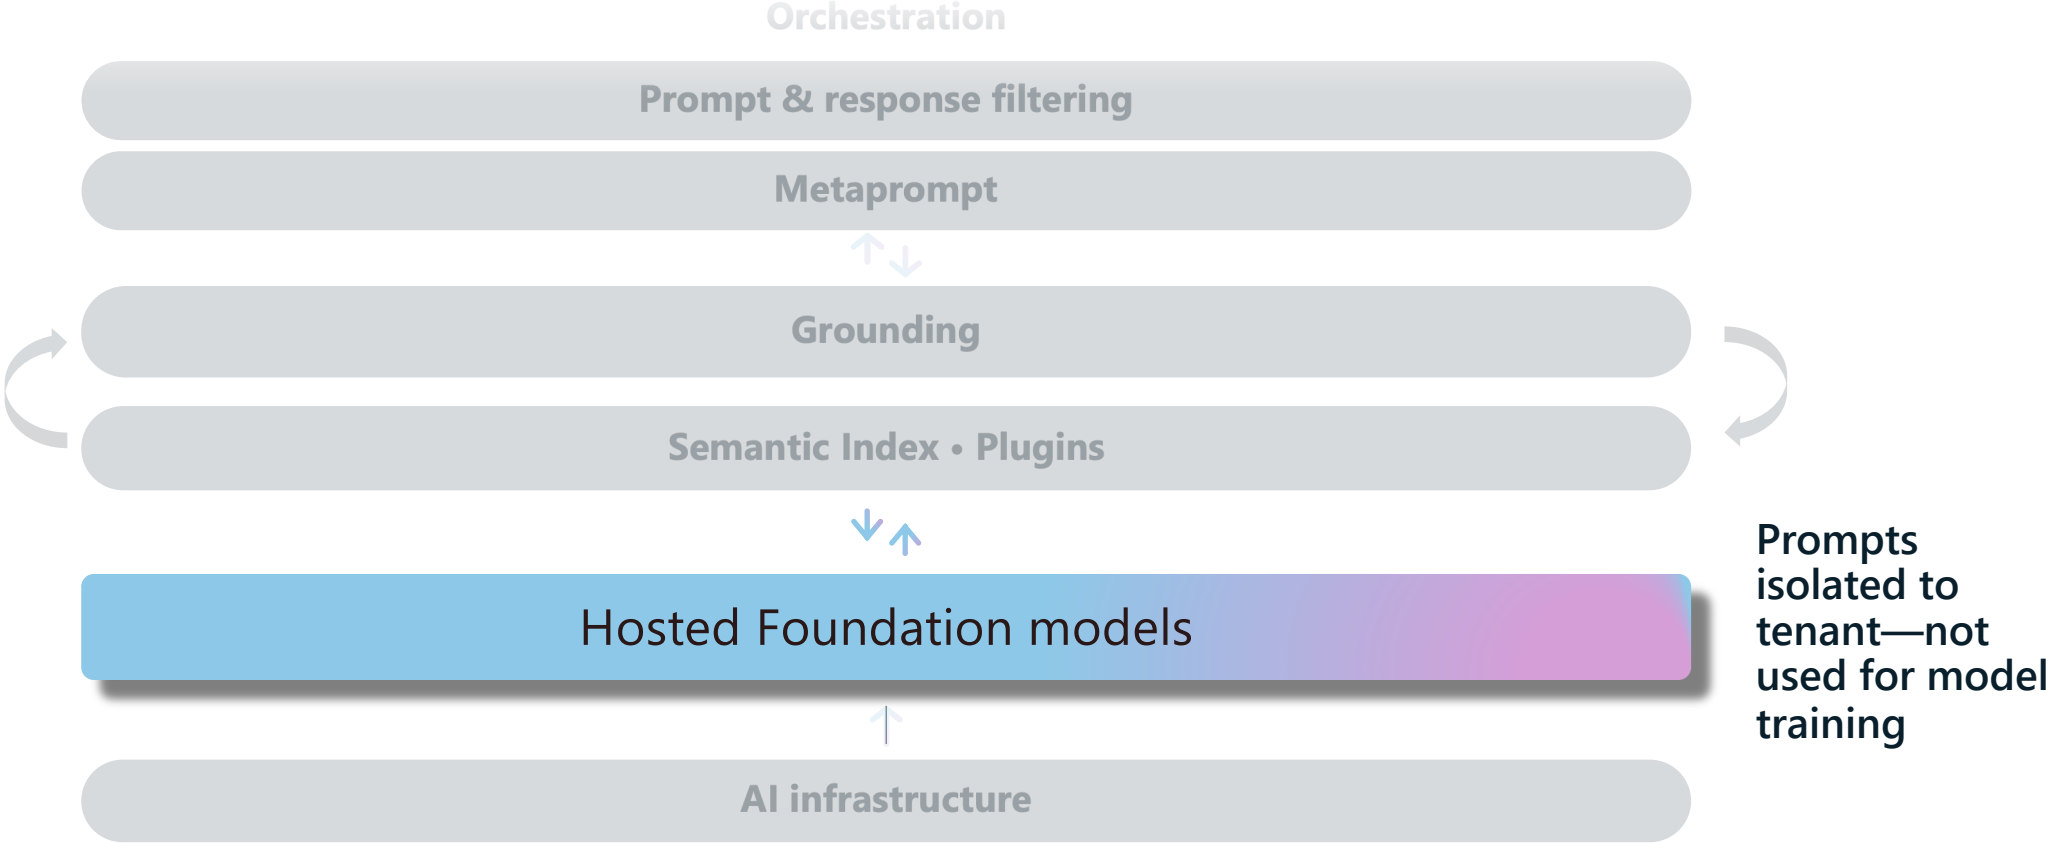 Orchestration
Prompt & response filtering
Metaprompt
Grounding
Semantic Index • Plugins
Hosted Foundation models
Prompts
isolated to
tenant—not
used for model
training
AI infrastructure